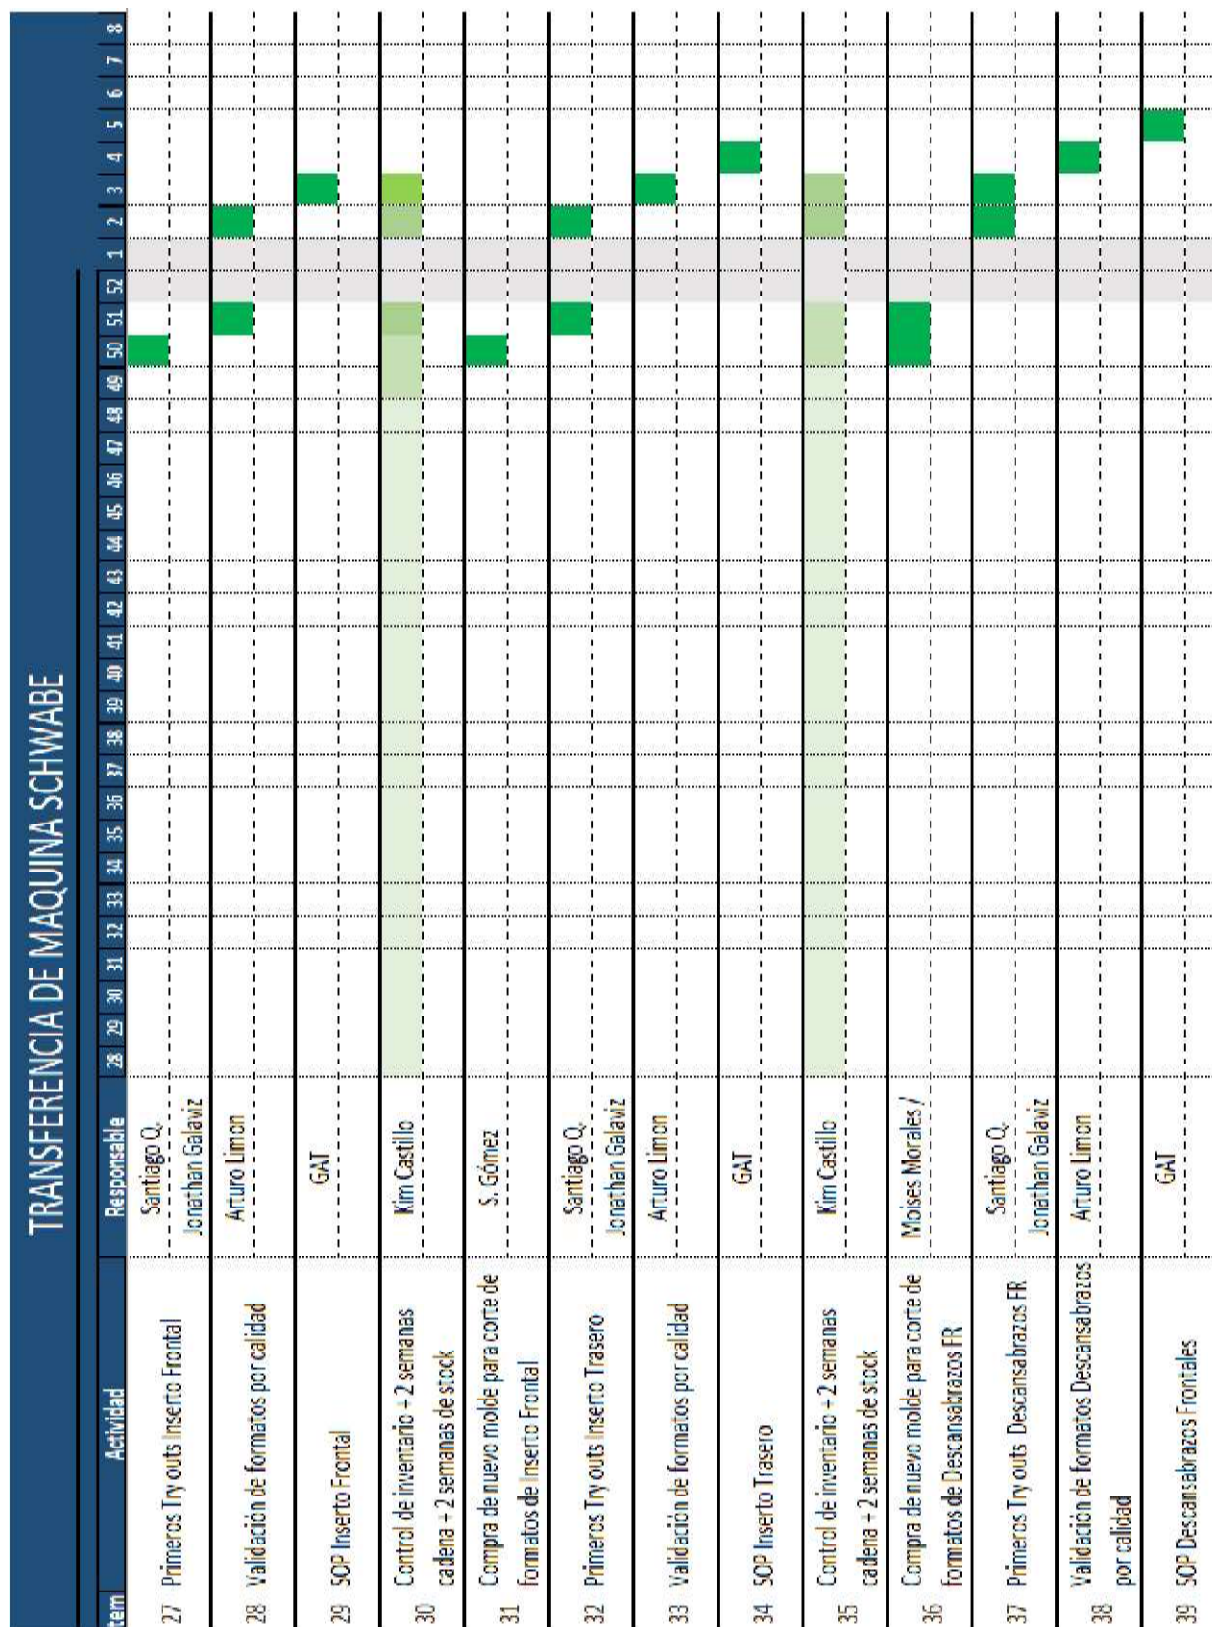 TRANSFERENCIA DE MAQUINA SCHWABE
tem Actividad Responsable 28 29 30 31 32 33 34 35 36 37 38 39 40 41 42 43 44 45 46 47 48 49 50 51 52 1 2 3 4 5 6 7 8
27 Primeros Try outs Inserto Frontal Santiago Q.
Jonathan Galaviz
28 Validación de formatos por calidad Arturo Limon
29 SOP Inserto Frontal GAT
30 Control de inventario + 2 semanas Kim Castillo
cadena + 2 semanas de stock
31 Compra de nuevo molde para corte de S. Gómez
formatos de Inserto Frontal
32 Primeros Try outs Inserto Trasero Santiago Q.
Jonathan Galaviz
33 Validación de formatos por calidad Arturo Limon
34 SOP Inserto Trasero GAT
35 Control de inventario + 2 semanas Kim Castillo
cadena + 2 semanas de stock
36 Compra de nuevo molde para corte de Moises Morales /
formatos de Descansabrazos FR
37 Primeros Try outs Descansabrazos FR Santiago Q.
Jonathan Galaviz
38 Validación de formatos Descansabrazos Arturo Limon
por calidad
39 SOP Descansabrazos Frontales GAT